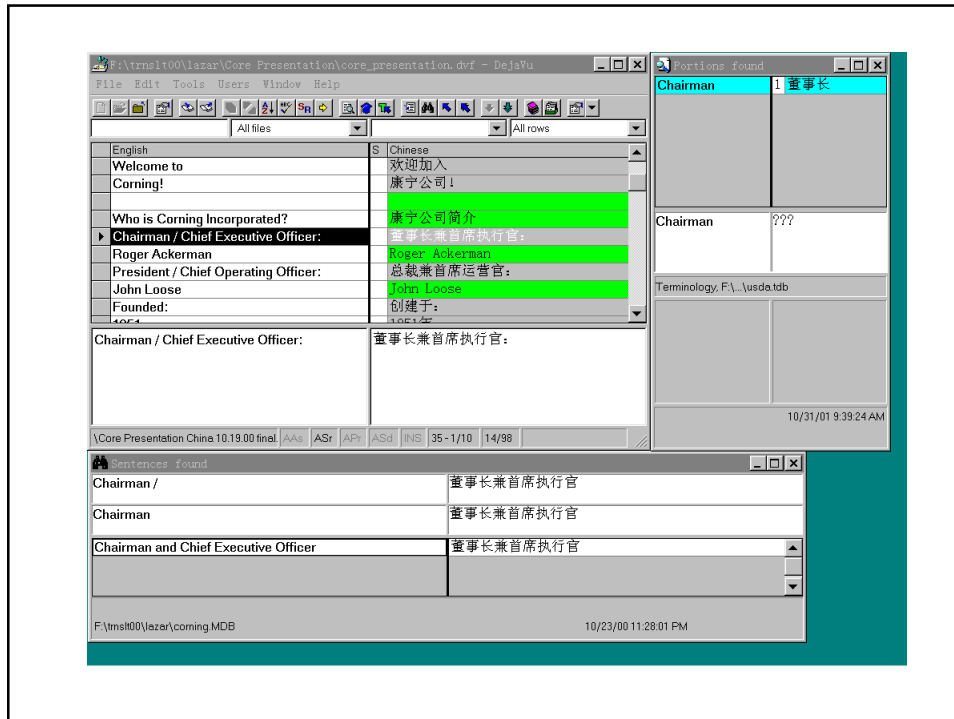 F:\trnslt00\lazar\Core Presentation\core_presentation.dvf - DejaVu
File Edit Tools Users Window Help
All files All rows
English S Chinese
Welcome to 欢迎加入
Corning! 康宁公司!
Who is Corning Incorporated? 康宁公司简介
Chairman / Chief Executive Officer: 董事长兼首席执行官:
Roger Ackerman Roger Ackerman
President / Chief Operating Officer: 总裁兼首席运营官:
John Loose John Loose
Founded: 创建于:
1851 1851年
Chairman / Chief Executive Officer: 董事长兼首席执行官:
\Core Presentation China 10.19.00 final. AAs ASr APr ASd INS 35 - 1/10 14/98
Portions found
Chairman 1 董事长
Chairman ???
Terminology, F:\...\usda.tdb
10/31/01 9:39:24 AM
Sentences found
Chairman / 董事长兼首席执行官
Chairman 董事长兼首席执行官
Chairman and Chief Executive Officer 董事长兼首席执行官
F:\trnslt00\lazar\corning.MDB 10/23/00 11:28:01 PM